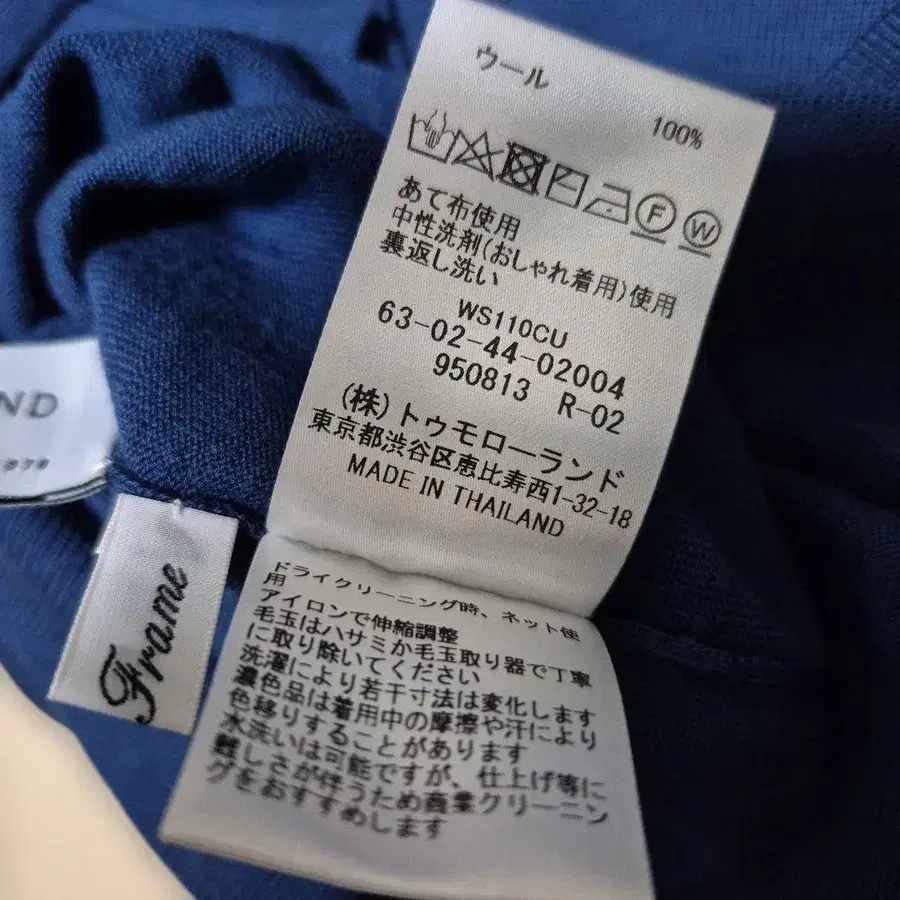 ウール
100%
F W
あて布使用
中性洗剤(おしゃれ着用)使用
裏返し洗い
WS110CU
63-02-44-02004
950813 R-02
(株)トゥモローランド
東京都渋谷区恵比寿西1-32-18
MADE IN THAILAND
ND
979
Frame
ドライクリーニング時、ネット使
用
アイロンで伸縮調整
毛玉はハサミか毛玉取り器で丁寧
に取り除いてください
洗濯により若干寸法は変化します
濃色品は着用中の摩擦や汗により
色移りすることがあります
水洗いは可能ですが、仕上げ等に
難しさが伴うため商業クリーニン
グをおすすめします